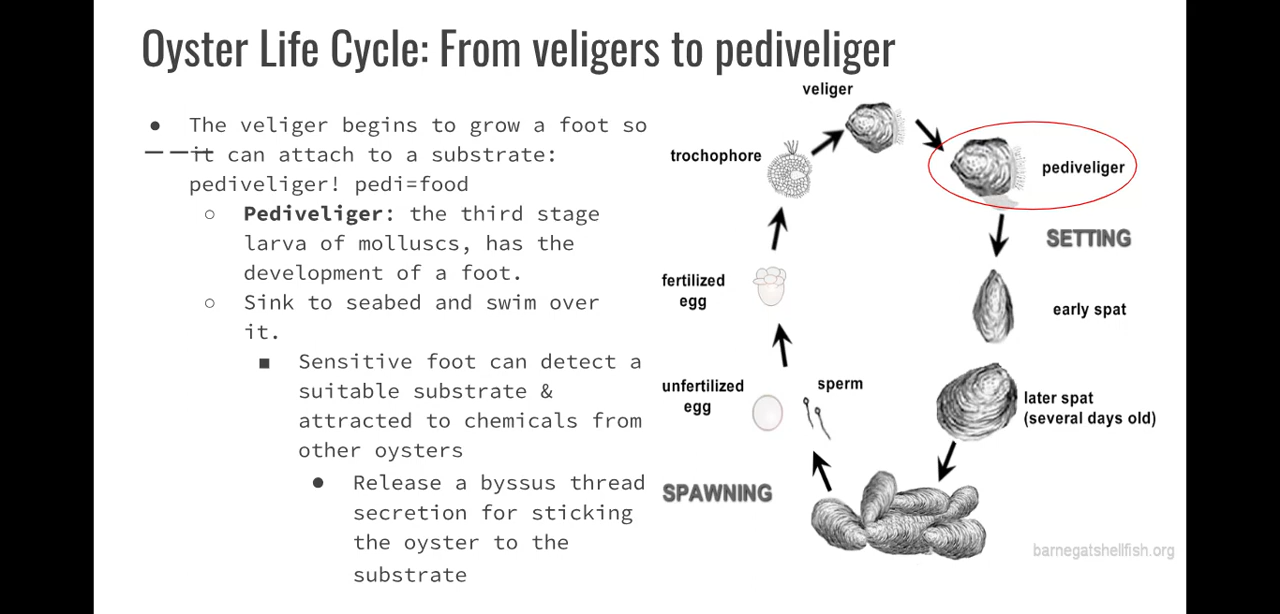 Oyster Life Cycle: From veligers to pediveliger
● The veliger begins to grow a foot so
it can attach to a substrate:
pediveliger! pedi=food
○ Pediveliger: the third stage
larva of molluscs, has the
development of a foot.
○ Sink to seabed and swim over
it.
■ Sensitive foot can detect a
suitable substrate &
attracted to chemicals from
other oysters
● Release a byssus thread
secretion for sticking
the oyster to the
substrate
veliger
trochophore
pediveliger
SETTING
fertilized
egg
early spat
unfertilized
egg
sperm
later spat
(several days old)
SPAWNING
barnegatshellfish.org